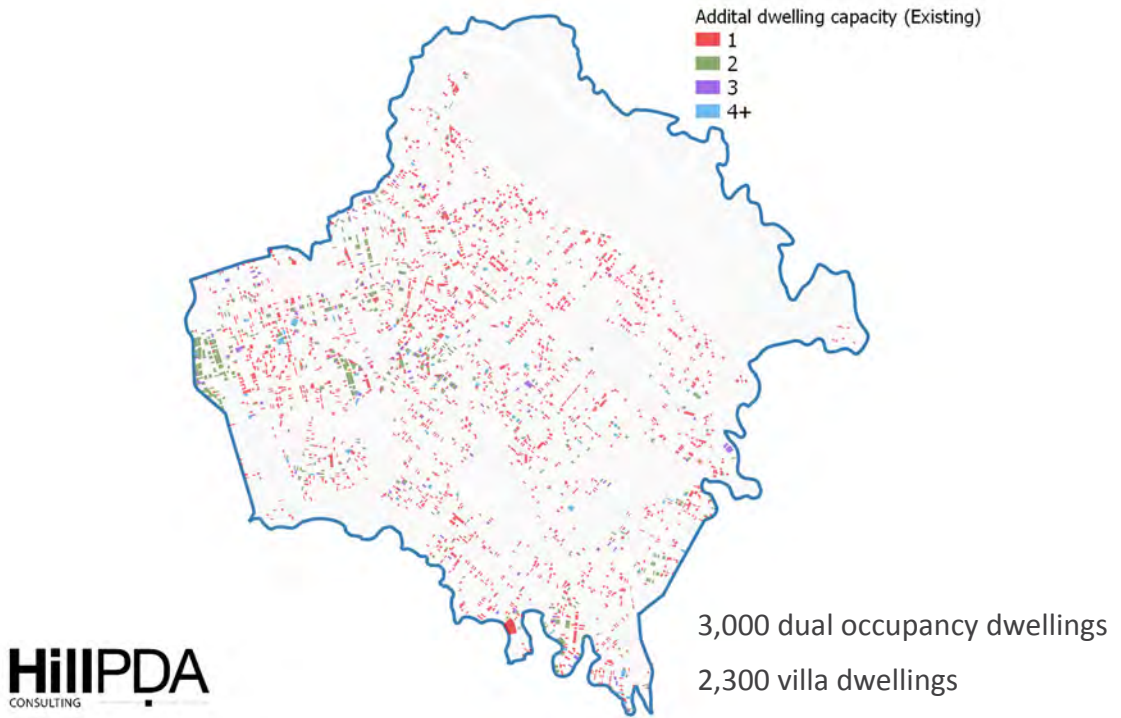 Addital dwelling capacity (Existing)
1
2
3
4+
3,000 dual occupancy dwellings
2,300 villa dwellings
HillPDA
CONSULTING